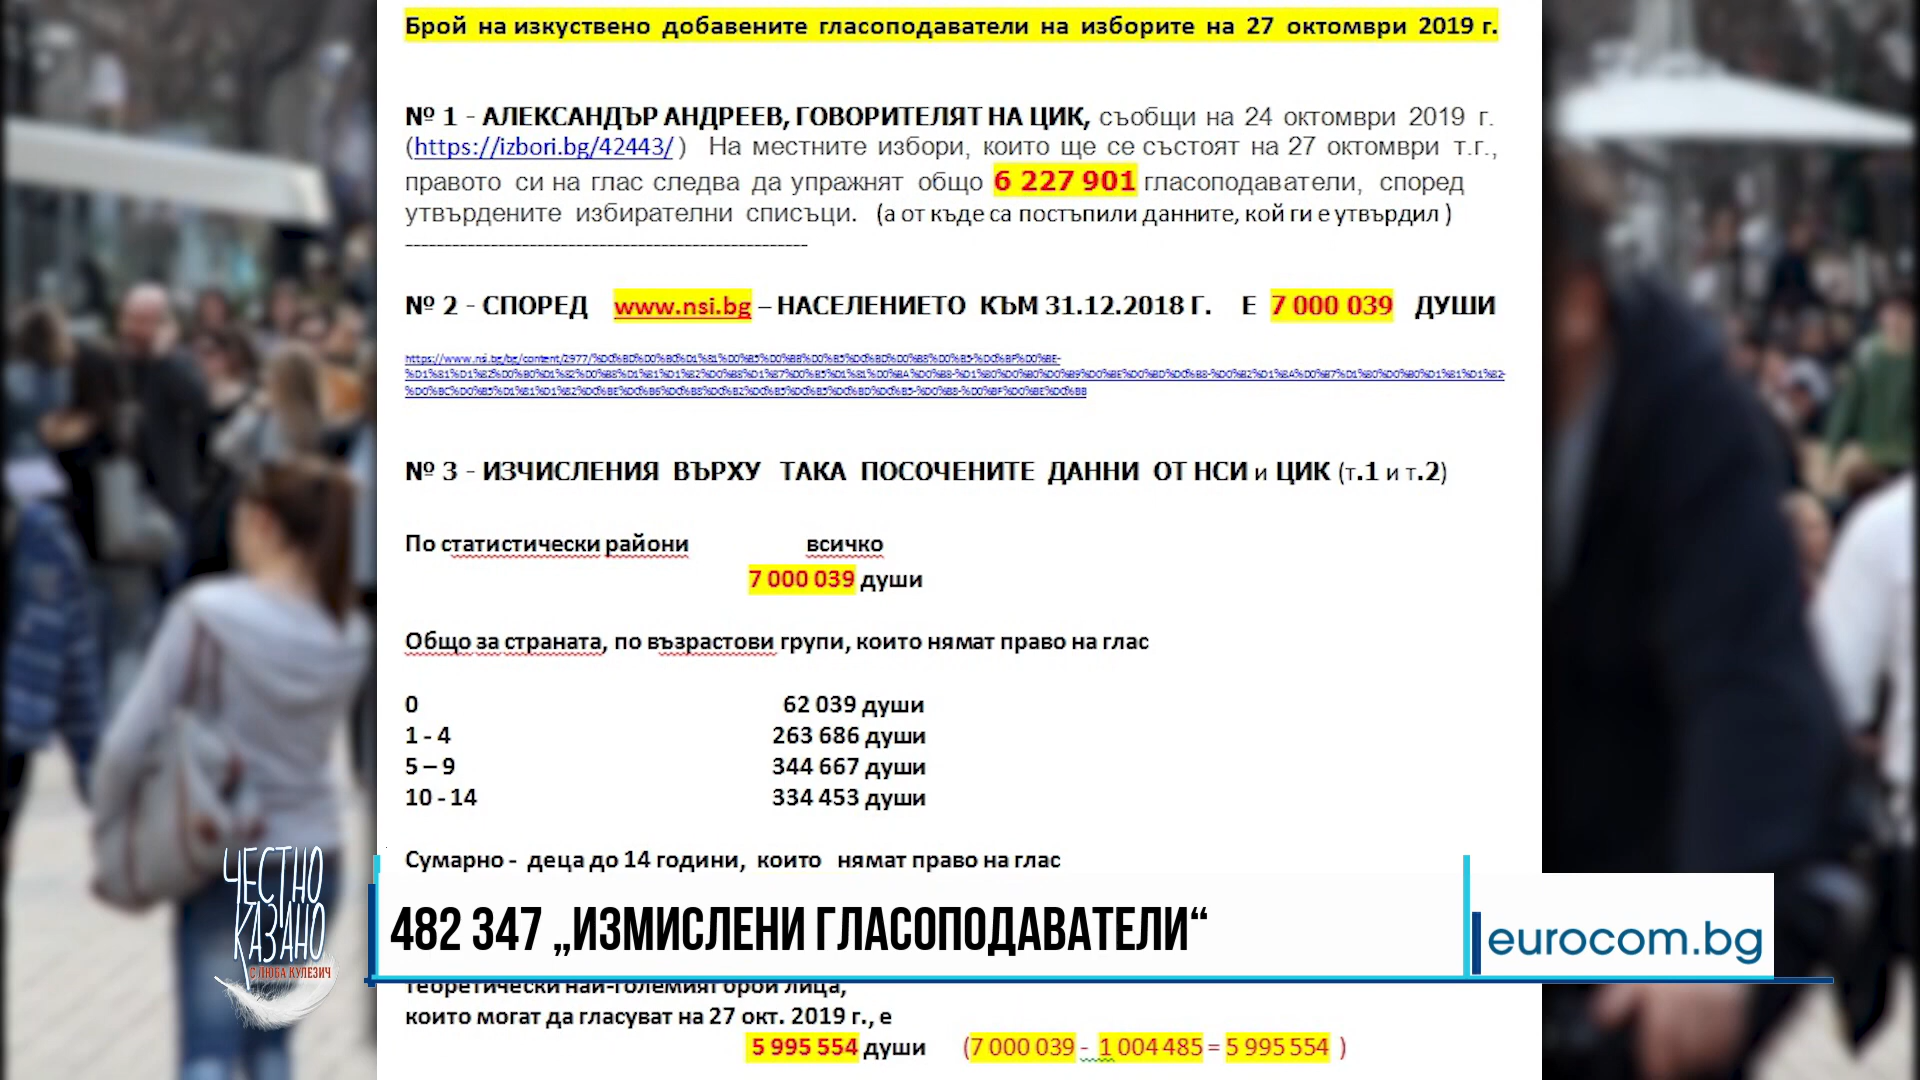 Брой на изкуствено добавените гласоподаватели на изборите на 27 октомври 2019 г.
№ 1 - АЛЕКСАНДЪР АНДРЕЕВ, ГОВОРИТЕЛЯТ НА ЦИК, съобщи на 24 октомври 2019 г.
(https://izbori.bg/42443/) На местните избори, които ще се състоят на 27 октомври т.г.,
правото си на глас следва да упражнят общо 6 227 901 гласоподаватели, според
утвърдените избирателни списъци. (а от къде са постъпили данните, кой ги е утвърдил )
----------------------------------------------------
№ 2 - СПОРЕД www.nsi.bg – НАСЕЛЕНИЕТО КЪМ 31.12.2018 Г. Е 7 000 039 ДУШИ
№ 3 - ИЗЧИСЛЕНИЯ ВЪРХУ ТАКА ПОСОЧЕНИТЕ ДАННИ ОТ НСИ и ЦИК (т.1 и т.2)
По статистически райони всичко
7 000 039 души
Общо за страната, по възрастови групи, които нямат право на глас
0 62 039 души
1 - 4 263 686 души
5 – 9 344 667 души
10 - 14 334 453 души
Сумарно - деца до 14 години, които нямат право на глас
ЧЕСТНО
КАЗАНО
С ЛЮБА КУЛЕЗИЧ
482 347 „ИЗМИСЛЕНИ ГЛАСОПОДАВАТЕЛИ“
eurocom.bg
Теоретически най-големият брой лица,
които могат да гласуват на 27 окт. 2019 г., е
5 995 554 души (7 000 039 - 1 004 485 = 5 995 554 )